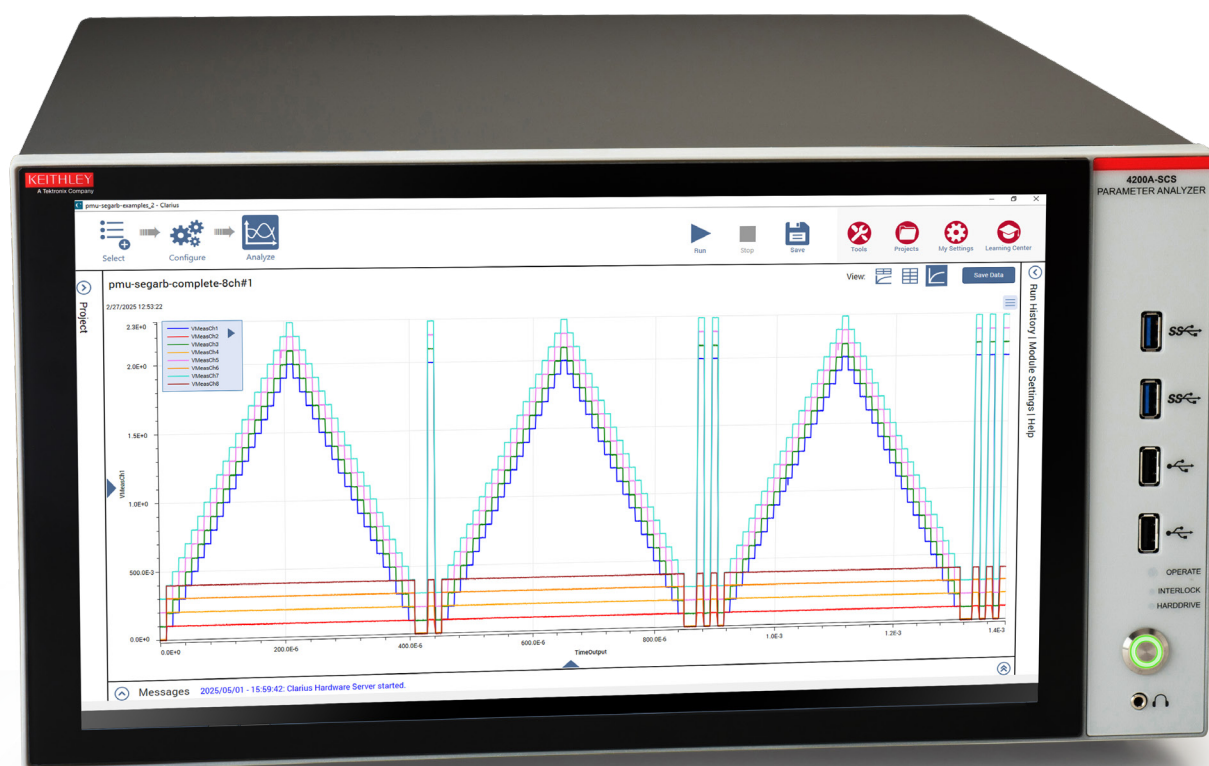 KEITHLEY
A Tektronix Company
4200A-SCS
PARAMETER ANALYZER
pmu-segarb-examples_2 - Clarius
Select
Configure
Analyze
Run
Stop
Save
Tools
Projects
My Settings
Learning Center
Project
pmu-segarb-complete-8ch#1
View:
Save Data
2/27/2025 12:53:22
Run History | Module Settings | Help
VMeasCh1
VMeasCh2
VMeasCh3
VMeasCh4
VMeasCh5
VMeasCh6
VMeasCh7
VMeasCh8
2.3E+0
2.0E+0
1.5E+0
1.0E+0
500.0E-3
0.0E+0
VMeasCh1
0.0E+0
200.0E-6
400.0E-6
600.0E-6
800.0E-6
1.0E-3
1.2E-3
1.4E-3
TimeOutput
Messages 2025/05/01 - 15:59:42: Clarius Hardware Server started.
SS
SS
OPERATE
INTERLOCK
HARDDRIVE